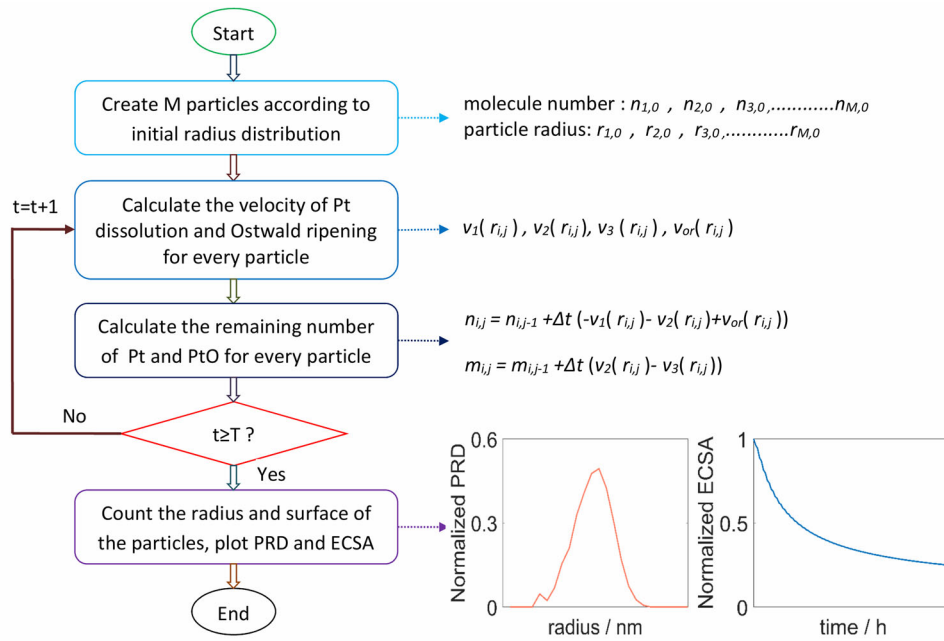 Start
Create M particles according to
initial radius distribution
molecule number : n1,0 , n2,0 , n3,0 ,............nM,0
particle radius: r1,0 , r2,0 , r3,0,............rM,0
t=t+1
Calculate the velocity of Pt
dissolution and Ostwald ripening
for every particle
v1( ri,j ) , v2( ri,j ), v3 ( ri,j ) , vor( ri,j )
Calculate the remaining number
of Pt and PtO for every particle
ni,j = ni,j-1 +Δt (-v1( ri,j )- v2( ri,j )+vor( ri,j ))
mi,j = mi,j-1 +Δt (v2( ri,j )- v3( ri,j ))
No
t≥T ?
Yes
Count the radius and surface of
the particles, plot PRD and ECSA
End
Normalized PRD
0.6
0.3
0
radius / nm
Normalized ECSA
1
0.5
0
time / h